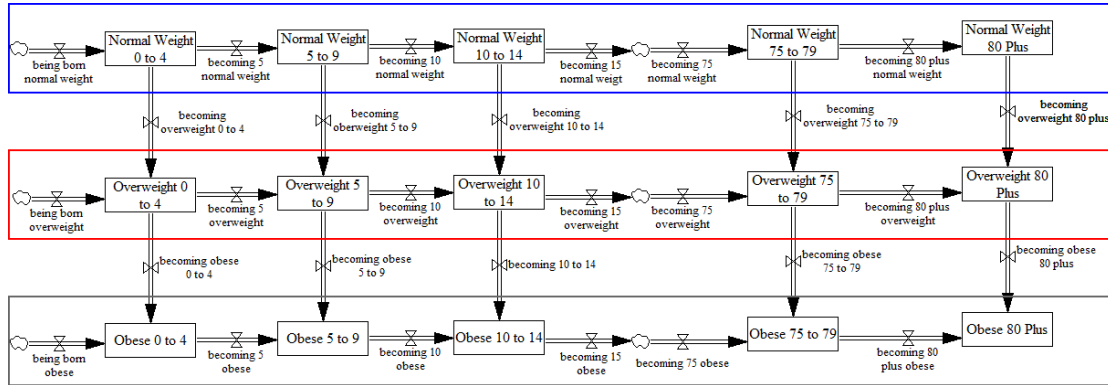 Normal Weight
0 to 4
Normal Weight
5 to 9
Normal Weight
10 to 14
Normal Weight
75 to 79
Normal Weight
80 Plus
being born
normal weight
becoming 5
normal weight
becoming 10
normal weight
becoming 15
normal weight
becoming 75
normal weight
becoming 80 plus
normal weight
becoming
overweight 0 to 4
becoming
oberweight 5 to 9
becoming
overweight 10 to 14
becoming
overweight 75 to 79
becoming
overweight 80 plus
Overweight 0
to 4
Overweight 5
to 9
Overweight 10
to 14
Overweight 75
to 79
Overweight 80
Plus
being born
overweight
becoming 5
overweight
becoming 10
overweight
becoming 15
overweight
becoming 75
overweight
becoming 80
plus overweight
becoming obese
0 to 4
becoming obese
5 to 9
becoming 10 to 14
becoming obese
75 to 79
becoming obese
80 plus
Obese 0 to 4
Obese 5 to 9
Obese 10 to 14
Obese 75 to 79
Obese 80 Plus
being born
obese
becoming 5
obese
becoming 10
obese
becoming 15
obese
becoming 75 obese
becoming 80
plus obese